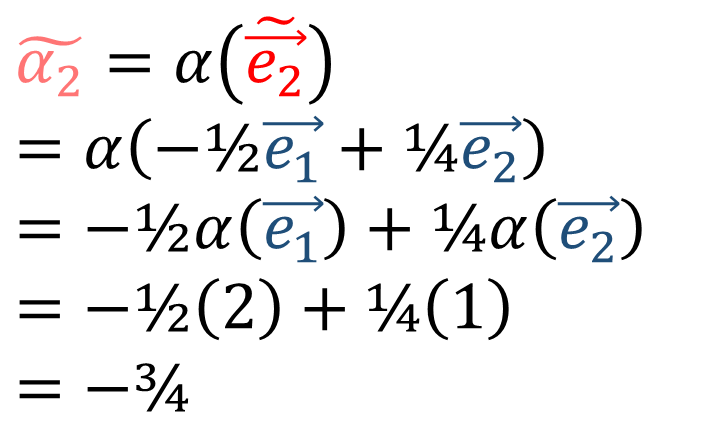 α̃₂ = α(ẽ⃗₂)
= α(−½e⃗₁ + ¼e⃗₂)
= −½α(e⃗₁) + ¼α(e⃗₂)
= −½(2) + ¼(1)
= −¾